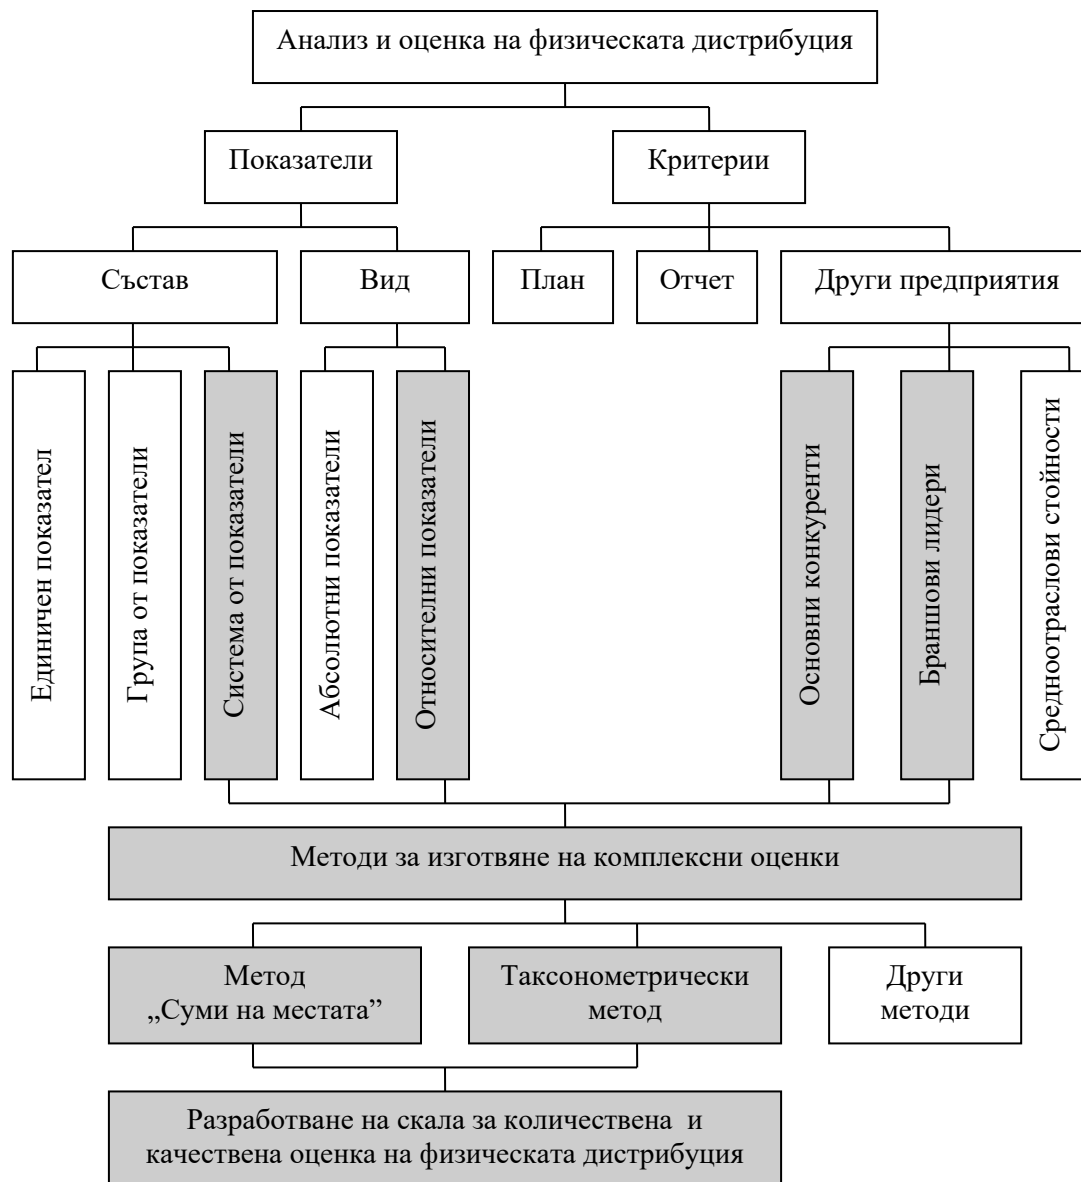 Анализ и оценка на физическата дистрибуция
Показатели
Критерии
Състав
Вид
План
Отчет
Други предприятия
Единичен показател
Група от показатели
Система от показатели
Абсолютни показатели
Относителни показатели
Основни конкуренти
Браншови лидери
Средноотраслови стойности
Методи за изготвяне на комплексни оценки
Метод
„Суми на местата”
Таксонометрически
метод
Други
методи
Разработване на скала за количествена и
качествена оценка на физическата дистрибуция